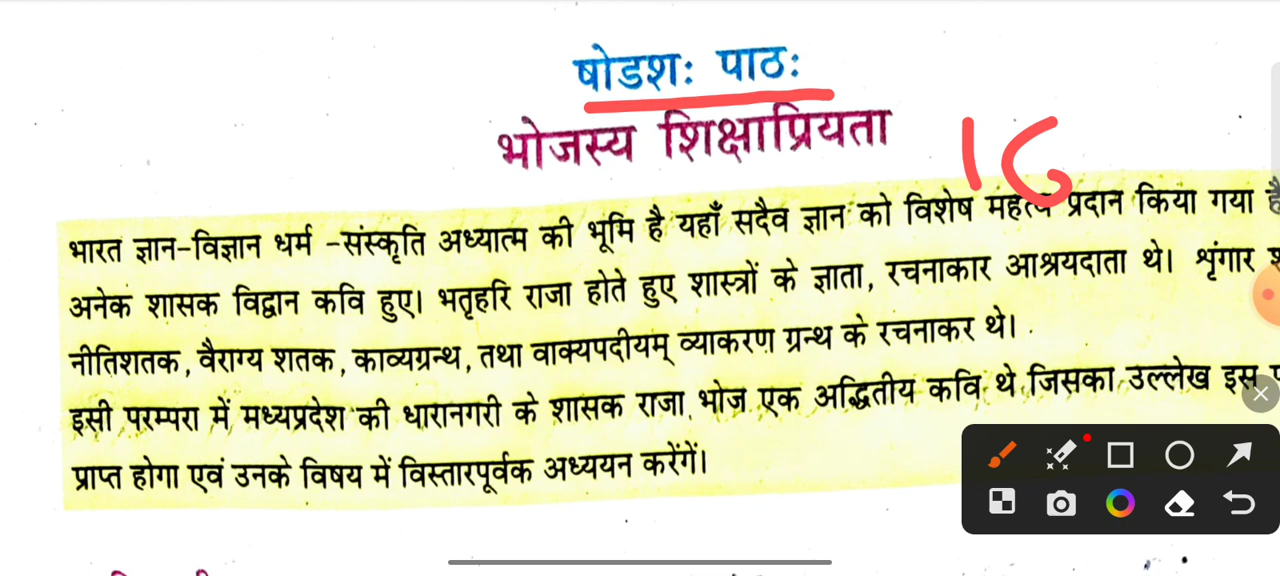 षोडशः पाठः
भोजस्य शिक्षाप्रियता
16
भारत ज्ञान-विज्ञान धर्म -संस्कृति अध्यात्म की भूमि है यहाँ सदैव ज्ञान को विशेष महत्व प्रदान किया गया है
अनेक शासक विद्वान कवि हुए। भतृहरि राजा होते हुए शास्त्रों के ज्ञाता, रचनाकार आश्रयदाता थे। शृंगार
नीतिशतक, वैराग्य शतक, काव्यग्रन्थ, तथा वाक्यपदीयम् व्याकरण ग्रन्थ के रचनाकर थे।
इसी परम्परा में मध्यप्रदेश की धारानगरी के शासक राजा भोज एक अद्धितीय कवि थे जिसका उल्लेख इस
प्राप्त होगा एवं उनके विषय में विस्तारपूर्वक अध्ययन करेंगें।